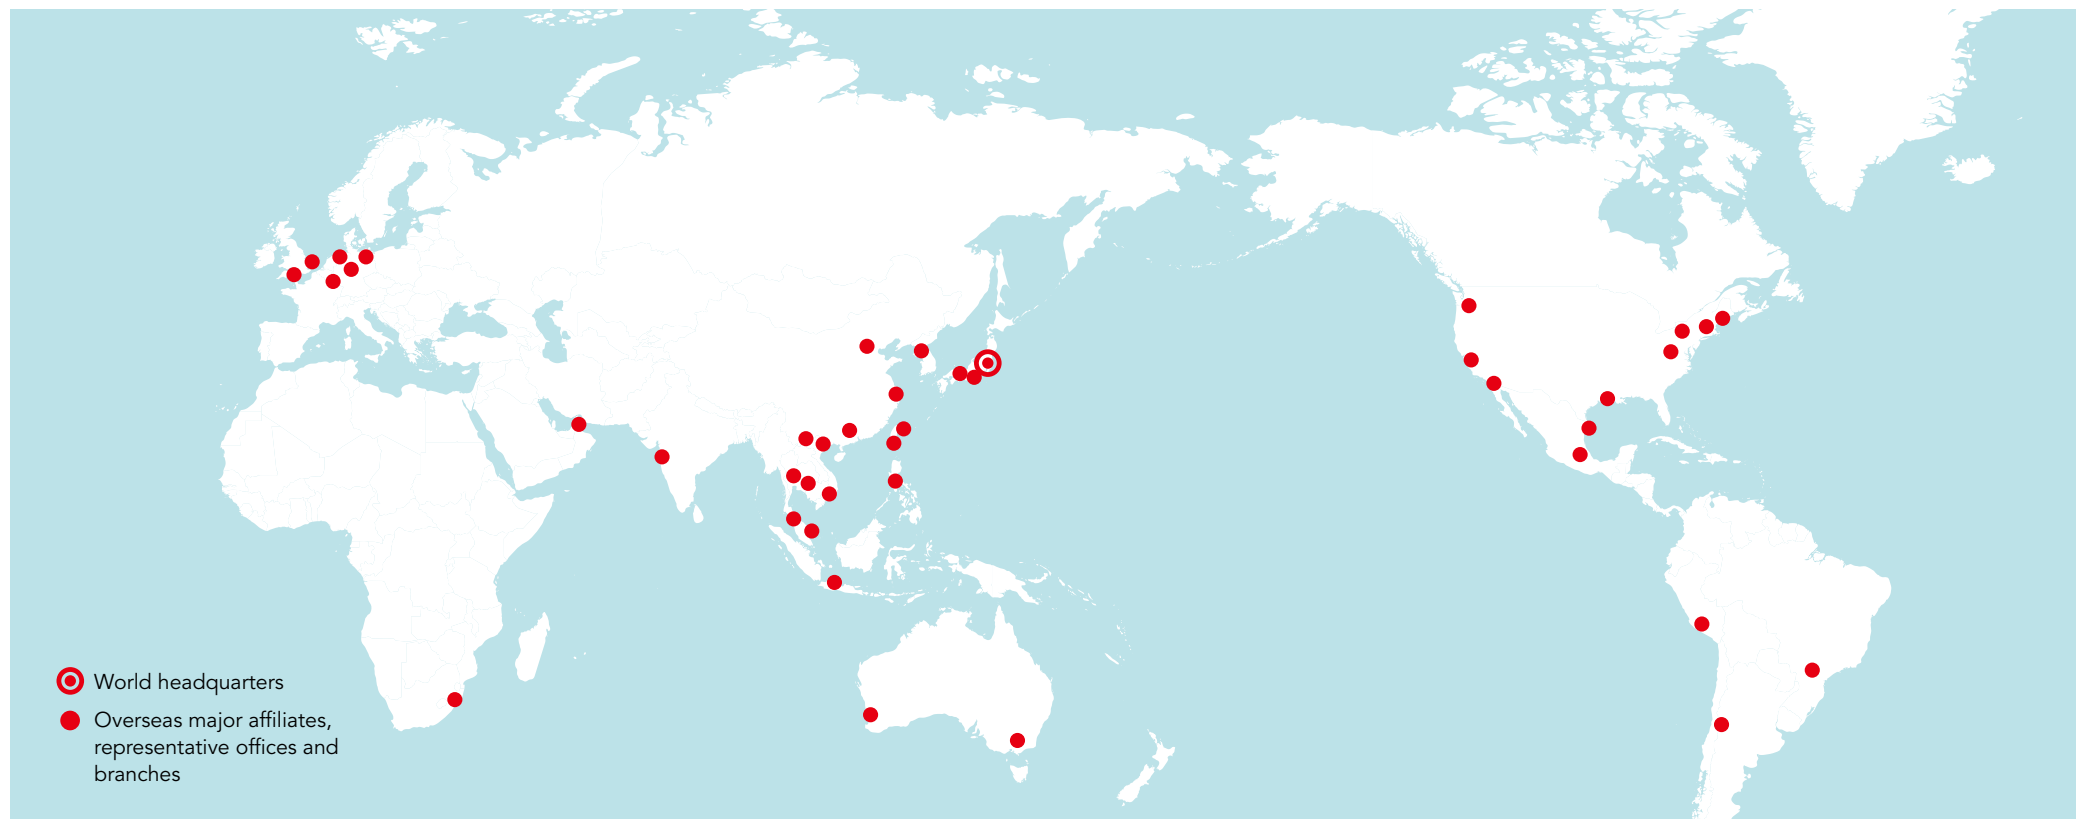 World headquarters
Overseas major affiliates,
representative offices and
branches